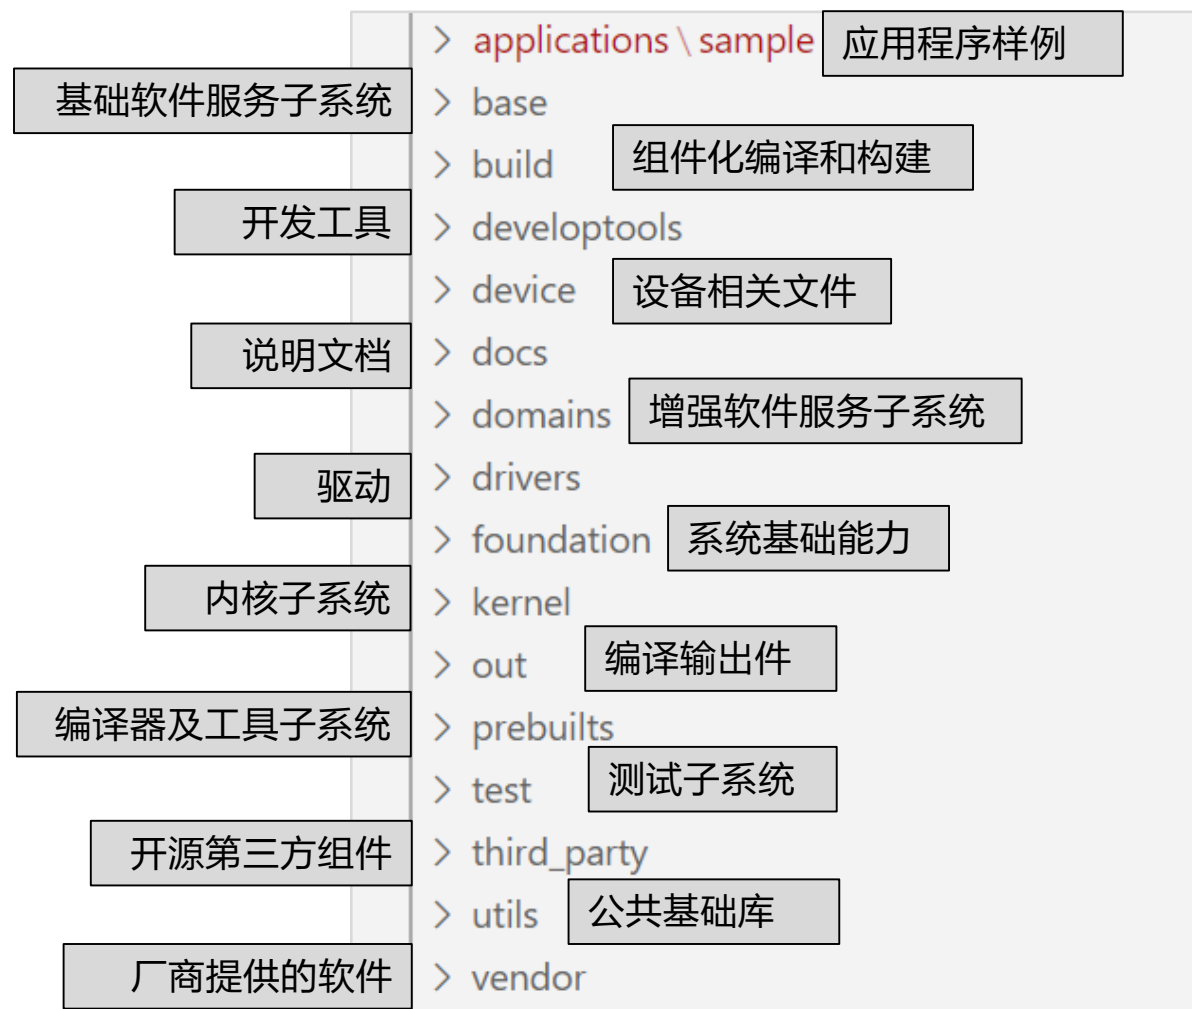 > applications \ sample 应用程序样例
基础软件服务子系统 > base
> build 组件化编译和构建
开发工具 > developtools
> device 设备相关文件
说明文档 > docs
> domains 增强软件服务子系统
驱动 > drivers
> foundation 系统基础能力
内核子系统 > kernel
> out 编译输出件
编译器及工具子系统 > prebuilts
> test 测试子系统
开源第三方组件 > third_party
> utils 公共基础库
厂商提供的软件 > vendor